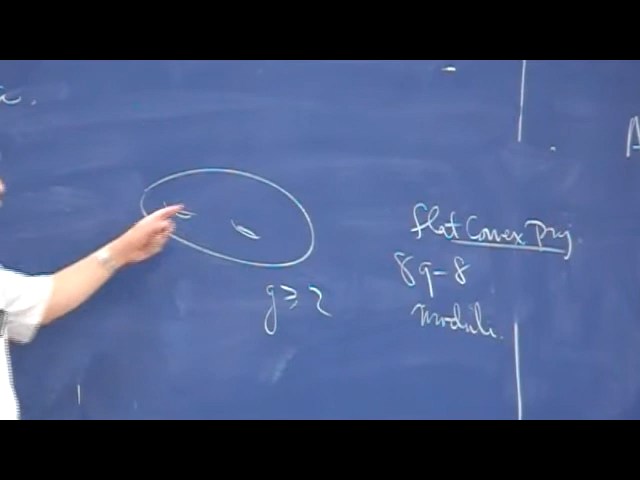 flat Convex Proj
8g-8
g ≥ 2
moduli.